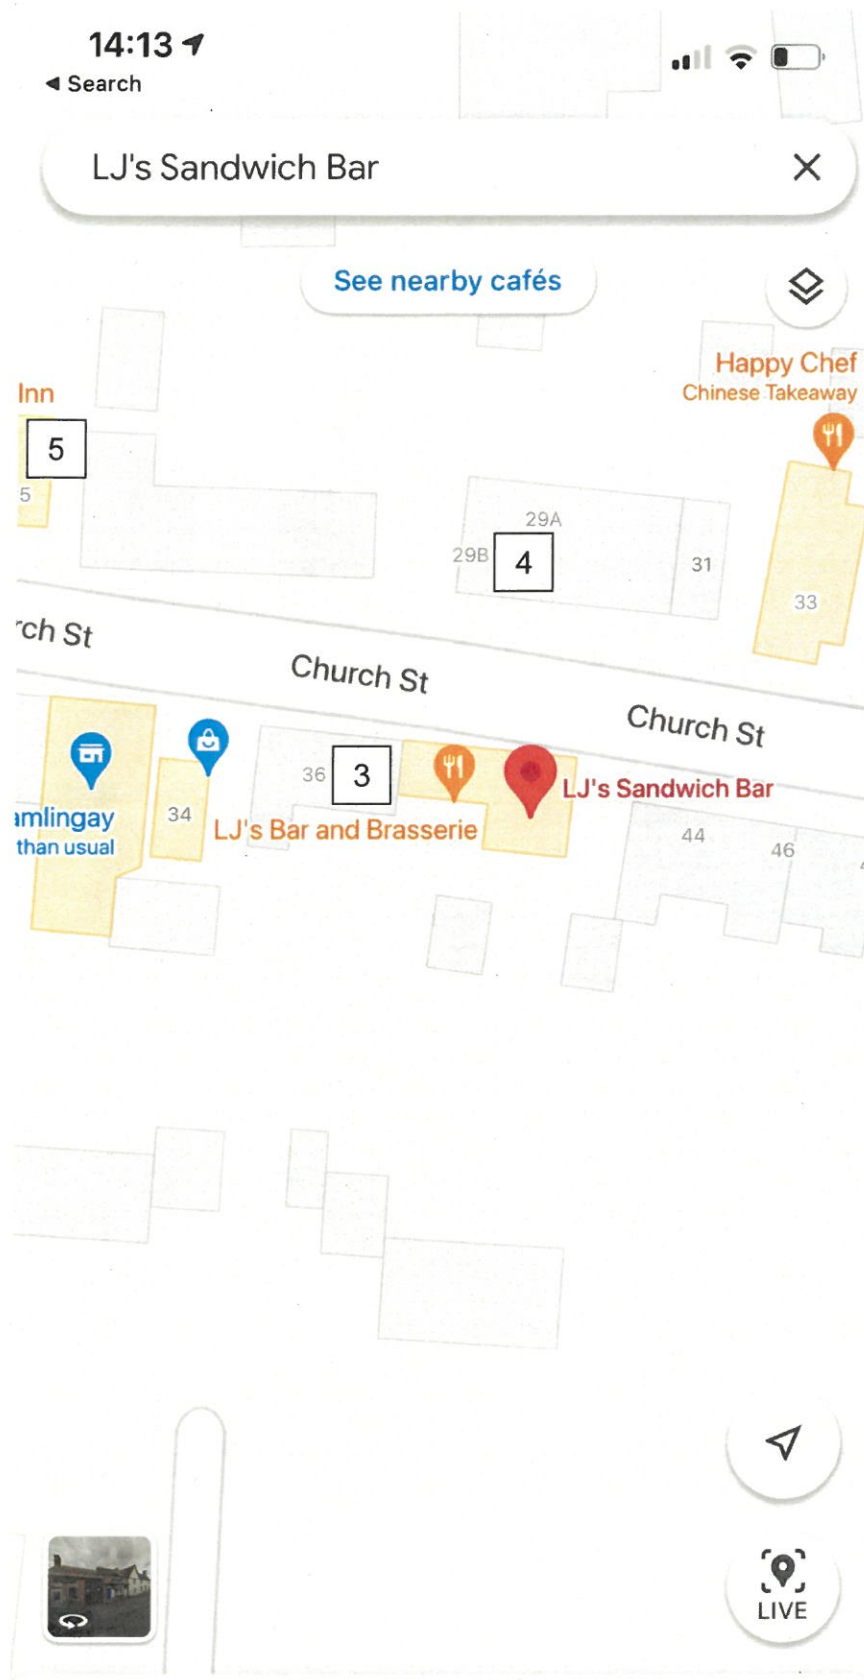 14:13
Search
LJ's Sandwich Bar
See nearby cafés
Happy Chef
Chinese Takeaway
Inn
5
5
29A
29B
4
31
33
rch St
Church St
Church St
36
3
LJ's Sandwich Bar
amlingay
than usual
34
LJ's Bar and Brasserie
44
46
LIVE